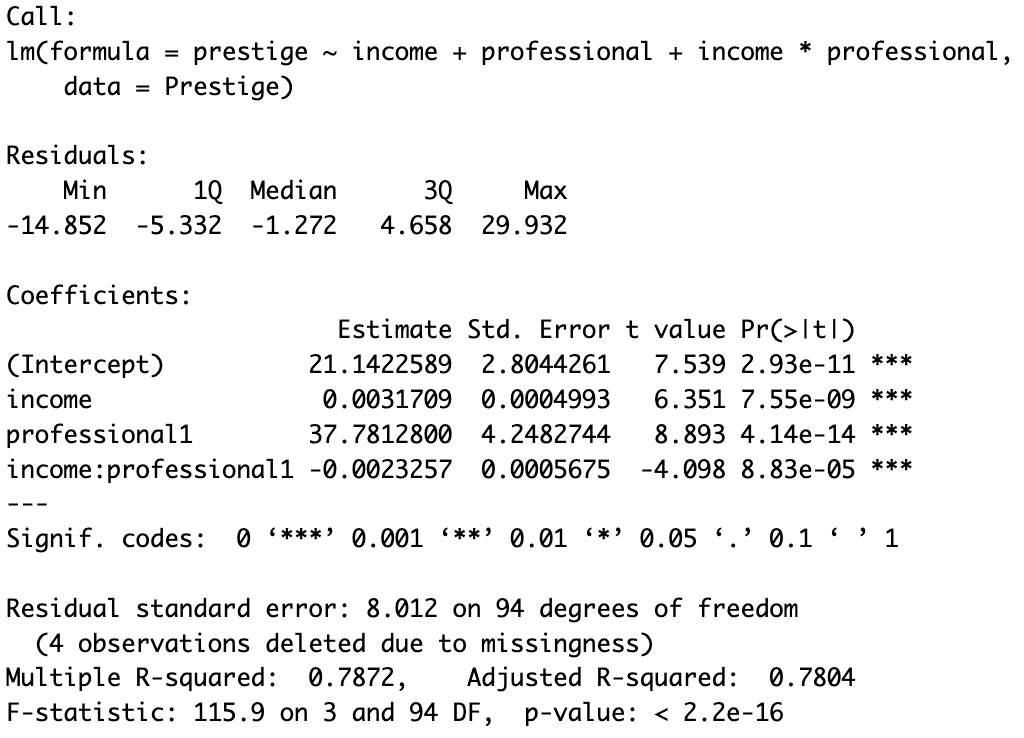 Call:
lm(formula = prestige ~ income + professional + income * professional,
    data = Prestige)
Residuals:
    Min      1Q  Median      3Q     Max
-14.852  -5.332  -1.272   4.658  29.932
Coefficients:
                       Estimate Std. Error t value Pr(>|t|)
(Intercept)          21.1422589  2.8044261   7.539 2.93e-11 ***
income                0.0031709  0.0004993   6.351 7.55e-09 ***
professional1        37.7812800  4.2482744   8.893 4.14e-14 ***
income:professional1 -0.0023257  0.0005675  -4.098 8.83e-05 ***
---
Signif. codes:  0 ‘***’ 0.001 ‘**’ 0.01 ‘*’ 0.05 ‘.’ 0.1 ‘ ’ 1
Residual standard error: 8.012 on 94 degrees of freedom
  (4 observations deleted due to missingness)
Multiple R-squared:  0.7872,    Adjusted R-squared:  0.7804
F-statistic: 115.9 on 3 and 94 DF,  p-value: < 2.2e-16